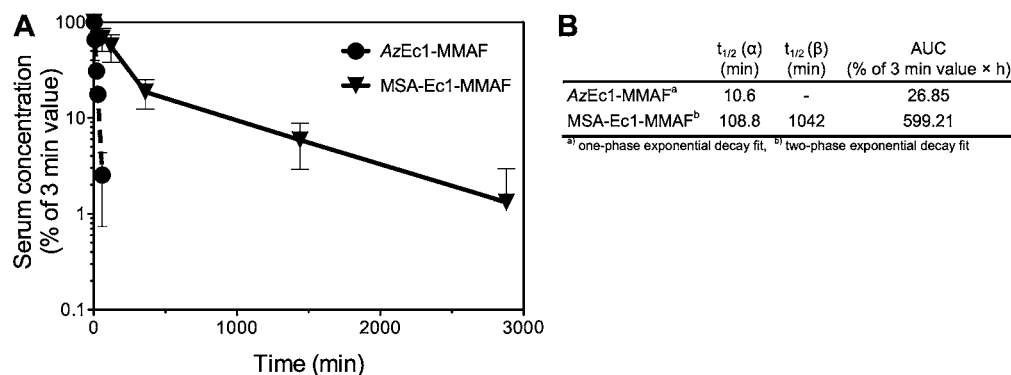 A
Serum concentration
(% of 3 min value)
100
10
1
0.1
0
1000
2000
3000
Time (min)
AzEc1-MMAF
MSA-Ec1-MMAF
B
t1/2 (α) t1/2 (β) AUC
(min) (min) (% of 3 min value × h)
AzEc1-MMAFa 10.6 - 26.85
MSA-Ec1-MMAFb 108.8 1042 599.21
a) one-phase exponential decay fit, b) two-phase exponential decay fit